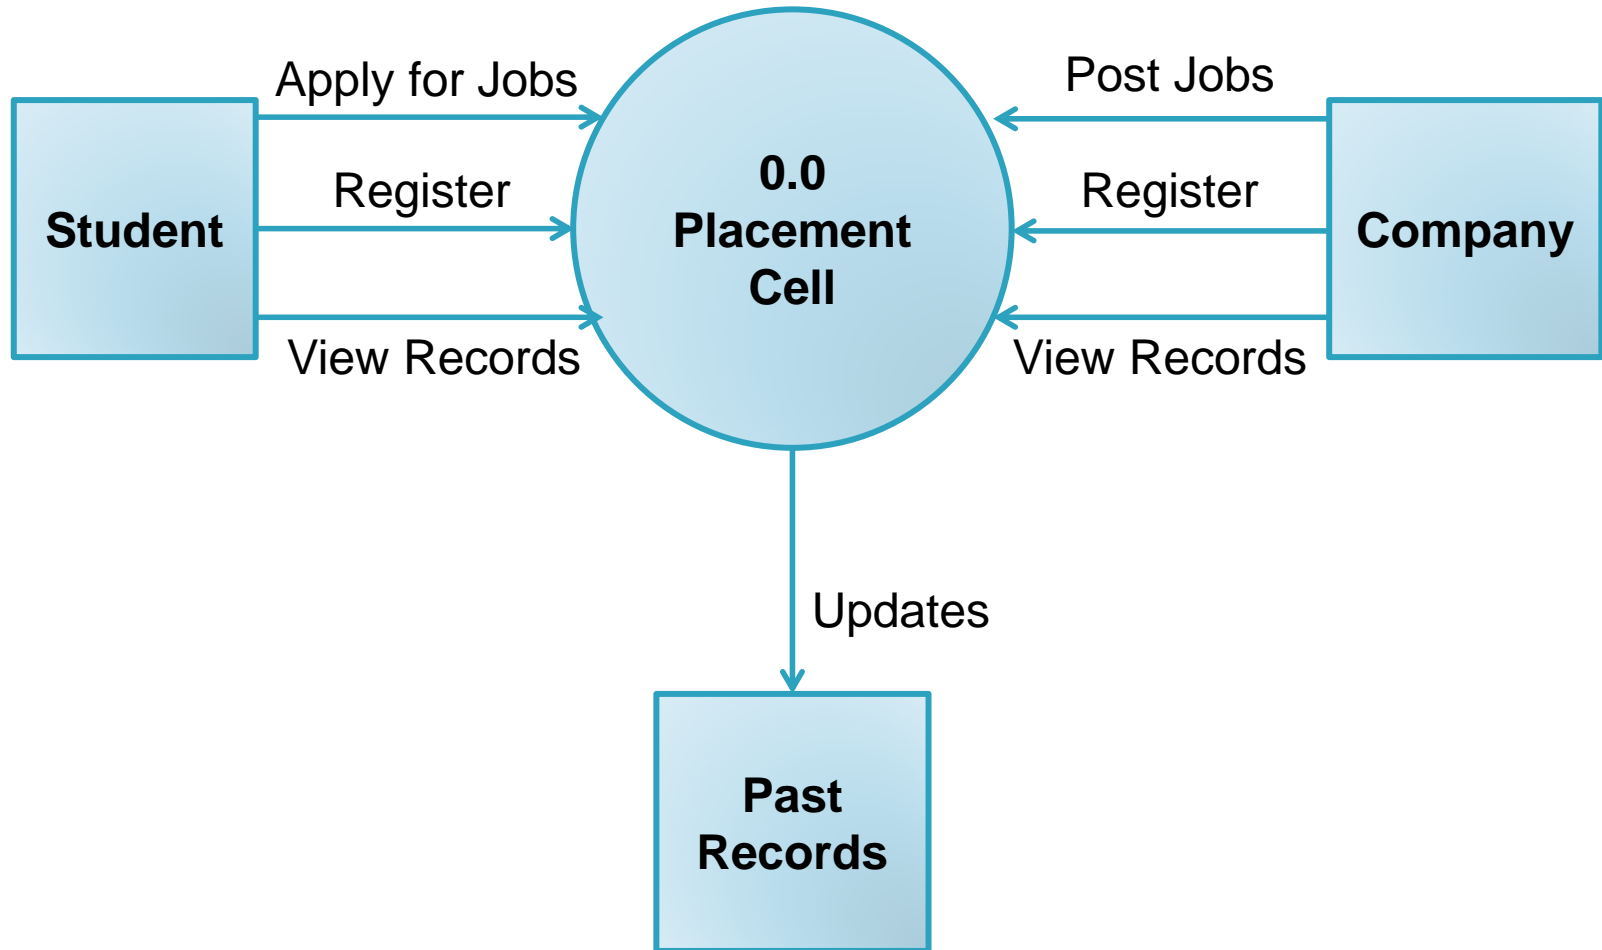 Apply for Jobs
Post Jobs
0.0
Placement
Cell
Register
Register
Student
Company
View Records
View Records
Updates
Past
Records